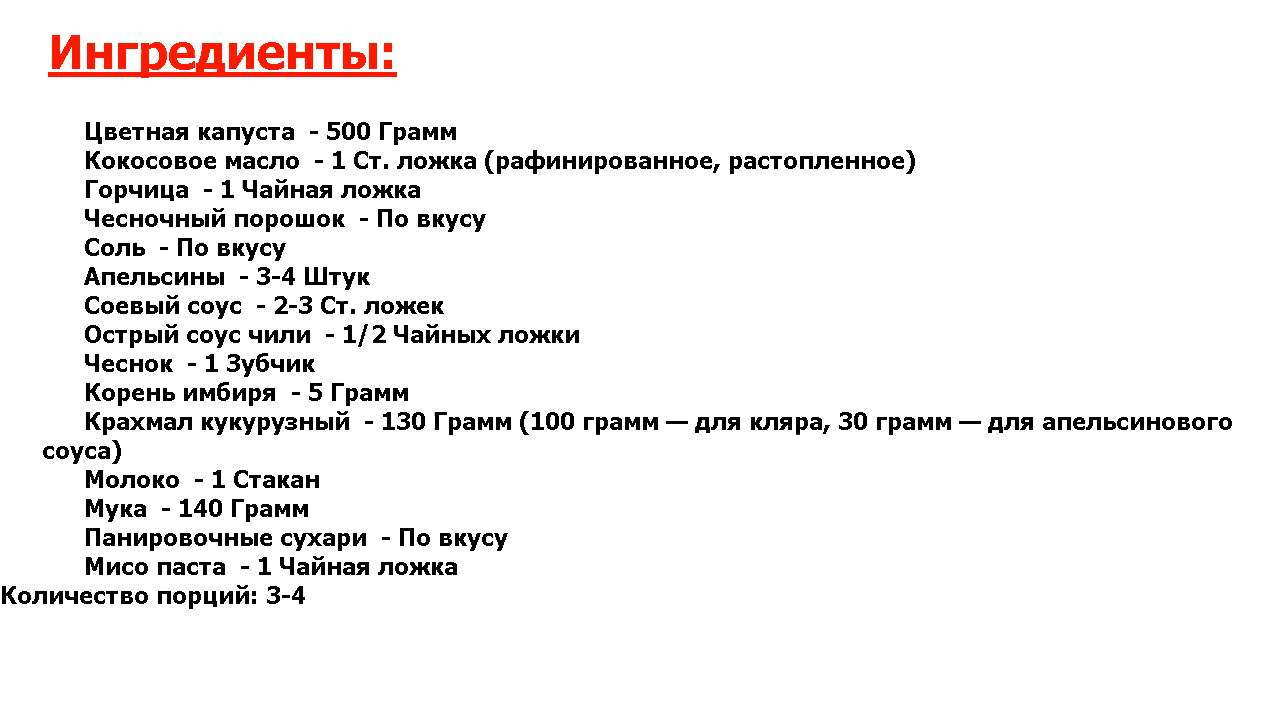 Ингредиенты:
Цветная капуста  - 500 Грамм
Кокосовое масло  - 1 Ст. ложка (рафинированное, растопленное)
Горчица  - 1 Чайная ложка
Чесночный порошок  - По вкусу
Соль  - По вкусу
Апельсины  - 3-4 Штук
Соевый соус  - 2-3 Ст. ложек
Острый соус чили  - 1/2 Чайных ложки
Чеснок  - 1 Зубчик
Корень имбиря  - 5 Грамм
Крахмал кукурузный  - 130 Грамм (100 грамм — для кляра, 30 грамм — для апельсинового
соуса)
Молоко  - 1 Стакан
Мука  - 140 Грамм
Панировочные сухари  - По вкусу
Мисо паста  - 1 Чайная ложка
Количество порций: 3-4